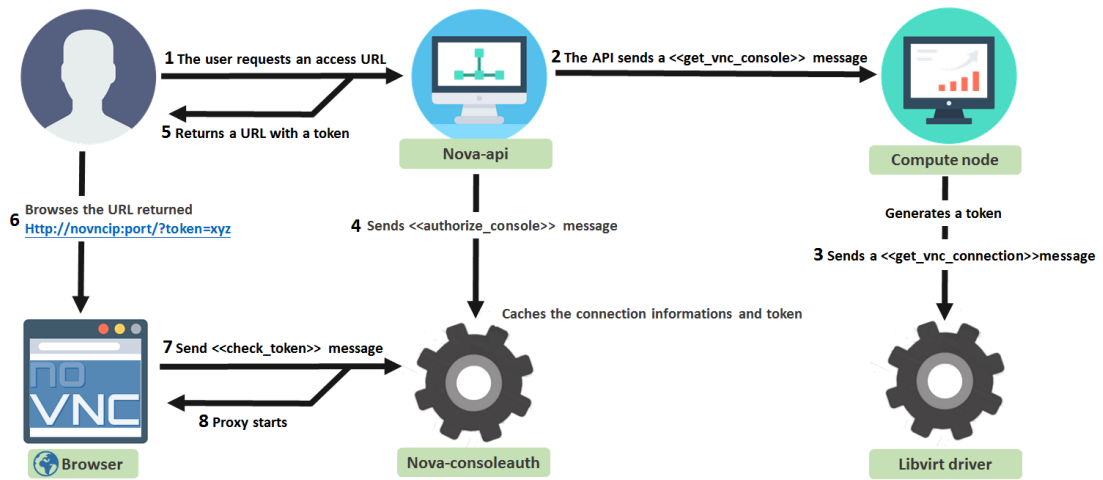 1 The user requests an access URL
2 The API sends a <<get_vnc_console>> message
5 Returns a URL with a token
Nova-api
Compute node
6 Browses the URL returned
Http://novncip:port/?token=xyz
4 Sends <<authorize_console>> message
Generates a token
3 Sends a <<get_vnc_connection>>message
Caches the connection informations and token
7 Send <<check_token>> message
8 Proxy starts
no
VNC
Browser
Nova-consoleauth
Libvirt driver